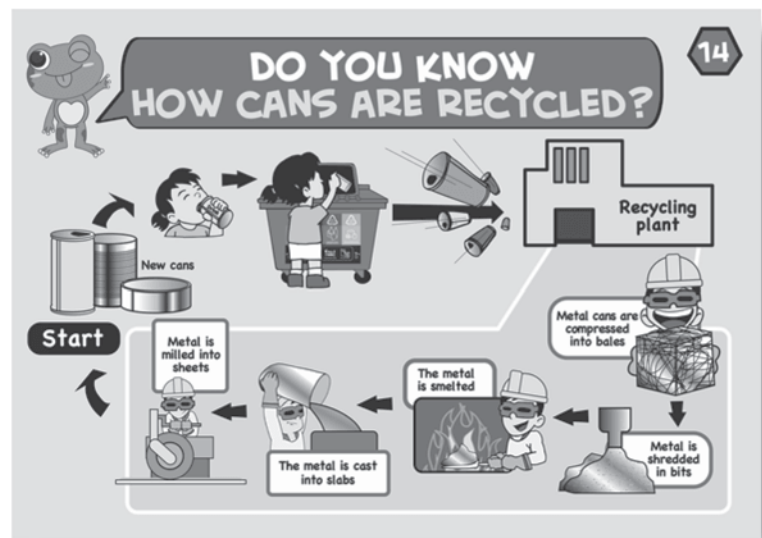 14
DO YOU KNOW
HOW CANS ARE RECYCLED?
New cans
Recycling
plant
Start
Metal cans are
compressed
into bales
Metal is
shredded
in bits
The metal
is smelted
The metal is cast
into slabs
Metal is
milled into
sheets